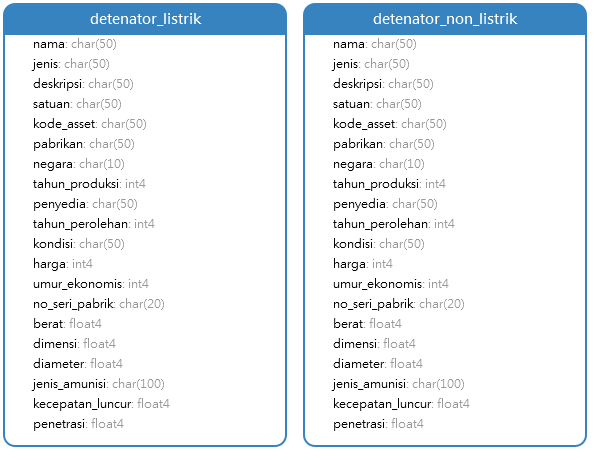 detenator_listrik
nama: char(50)
jenis: char(50)
deskripsi: char(50)
satuan: char(50)
kode_asset: char(50)
pabrikan: char(50)
negara: char(10)
tahun_produksi: int4
penyedia: char(50)
tahun_perolehan: int4
kondisi: char(50)
harga: int4
umur_ekonomis: int4
no_seri_pabrik: char(20)
berat: float4
dimensi: float4
diameter: float4
jenis_amunisi: char(100)
kecepatan_luncur: float4
penetrasi: float4
detenator_non_listrik
nama: char(50)
jenis: char(50)
deskripsi: char(50)
satuan: char(50)
kode_asset: char(50)
pabrikan: char(50)
negara: char(10)
tahun_produksi: int4
penyedia: char(50)
tahun_perolehan: int4
kondisi: char(50)
harga: int4
umur_ekonomis: int4
no_seri_pabrik: char(20)
berat: float4
dimensi: float4
diameter: float4
jenis_amunisi: char(100)
kecepatan_luncur: float4
penetrasi: float4